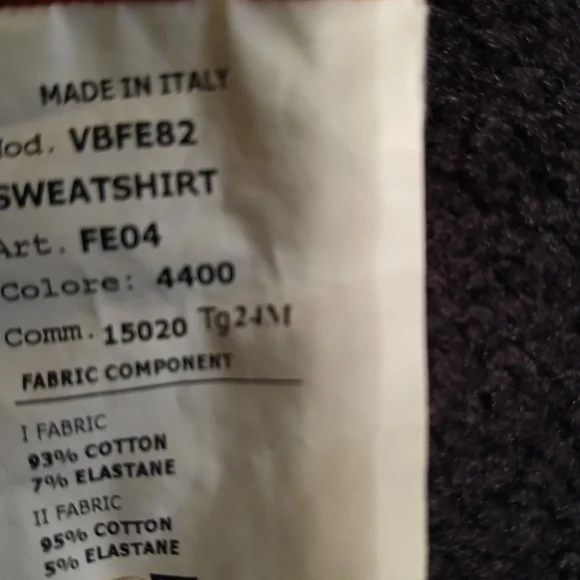 MADE IN ITALY
Mod. VBFE82
SWEATSHIRT
Art. FE04
Colore: 4400
Comm. 15020 Tg24M
FABRIC COMPONENT
I FABRIC
93% COTTON
7% ELASTANE
II FABRIC
95% COTTON
5% ELASTANE